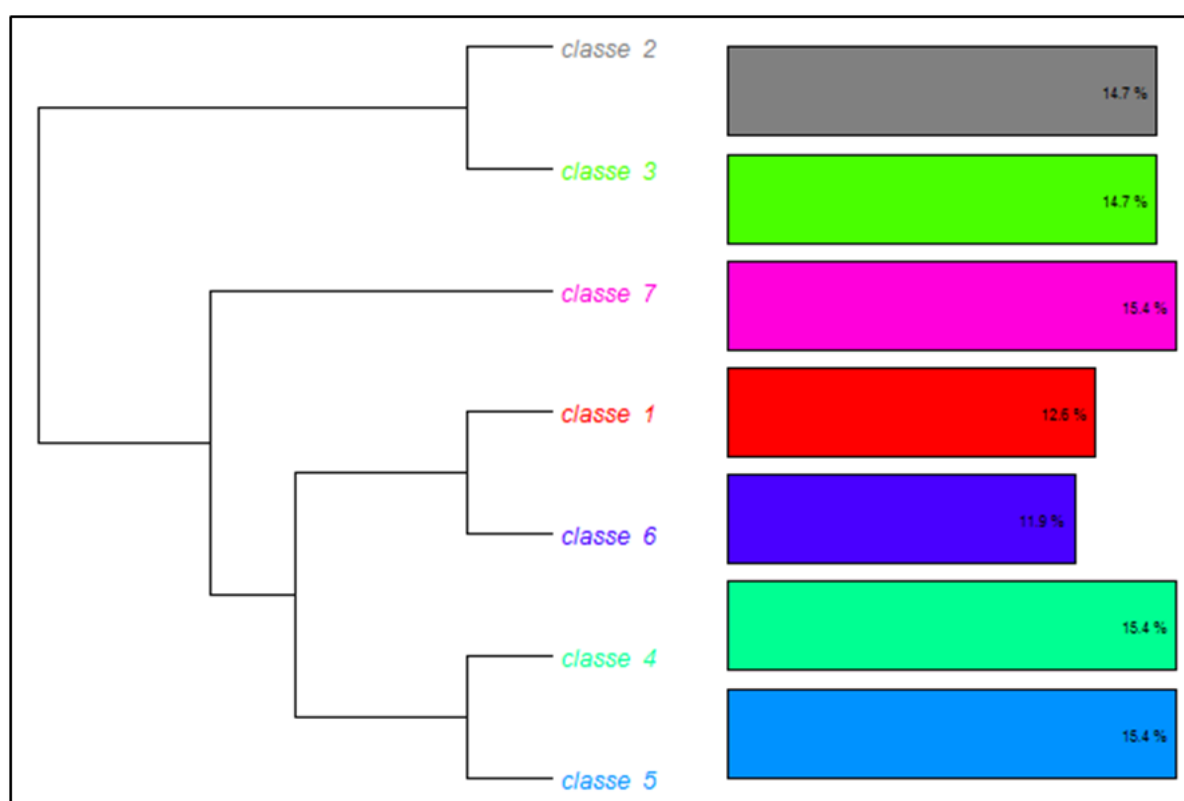 classe 2
14.7 %
classe 3
14.7 %
classe 7
15.4 %
classe 1
12.6 %
classe 6
11.9 %
classe 4
15.4 %
classe 5
15.4 %